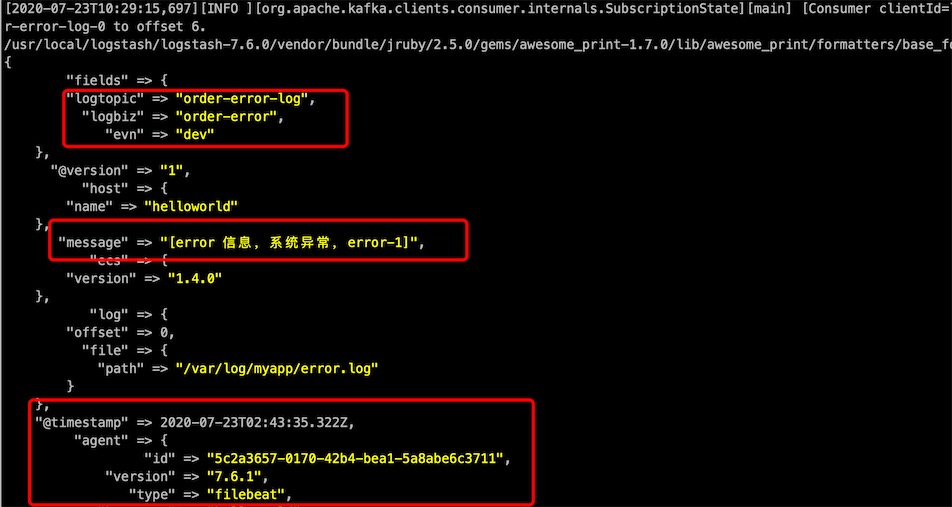 [2020-07-23T10:29:15,697][INFO ][org.apache.kafka.clients.consumer.internals.SubscriptionState][main] [Consumer clientId=
r-error-log-0 to offset 6.
/usr/local/logstash/logstash-7.6.0/vendor/bundle/jruby/2.5.0/gems/awesome_print-1.7.0/lib/awesome_print/formatters/base_fo
{
"fields" => {
"logtopic" => "order-error-log",
"logbiz" => "order-error",
"evn" => "dev"
},
"@version" => "1",
"host" => {
"name" => "helloworld"
},
"message" => "[error 信息，系统异常，error-1]",
"ecs" => {
"version" => "1.4.0"
},
"log" => {
"offset" => 0,
"file" => {
"path" => "/var/log/myapp/error.log"
}
},
"@timestamp" => 2020-07-23T02:43:35.322Z,
"agent" => {
"id" => "5c2a3657-0170-42b4-bea1-5a8abe6c3711",
"version" => "7.6.1",
"type" => "filebeat",